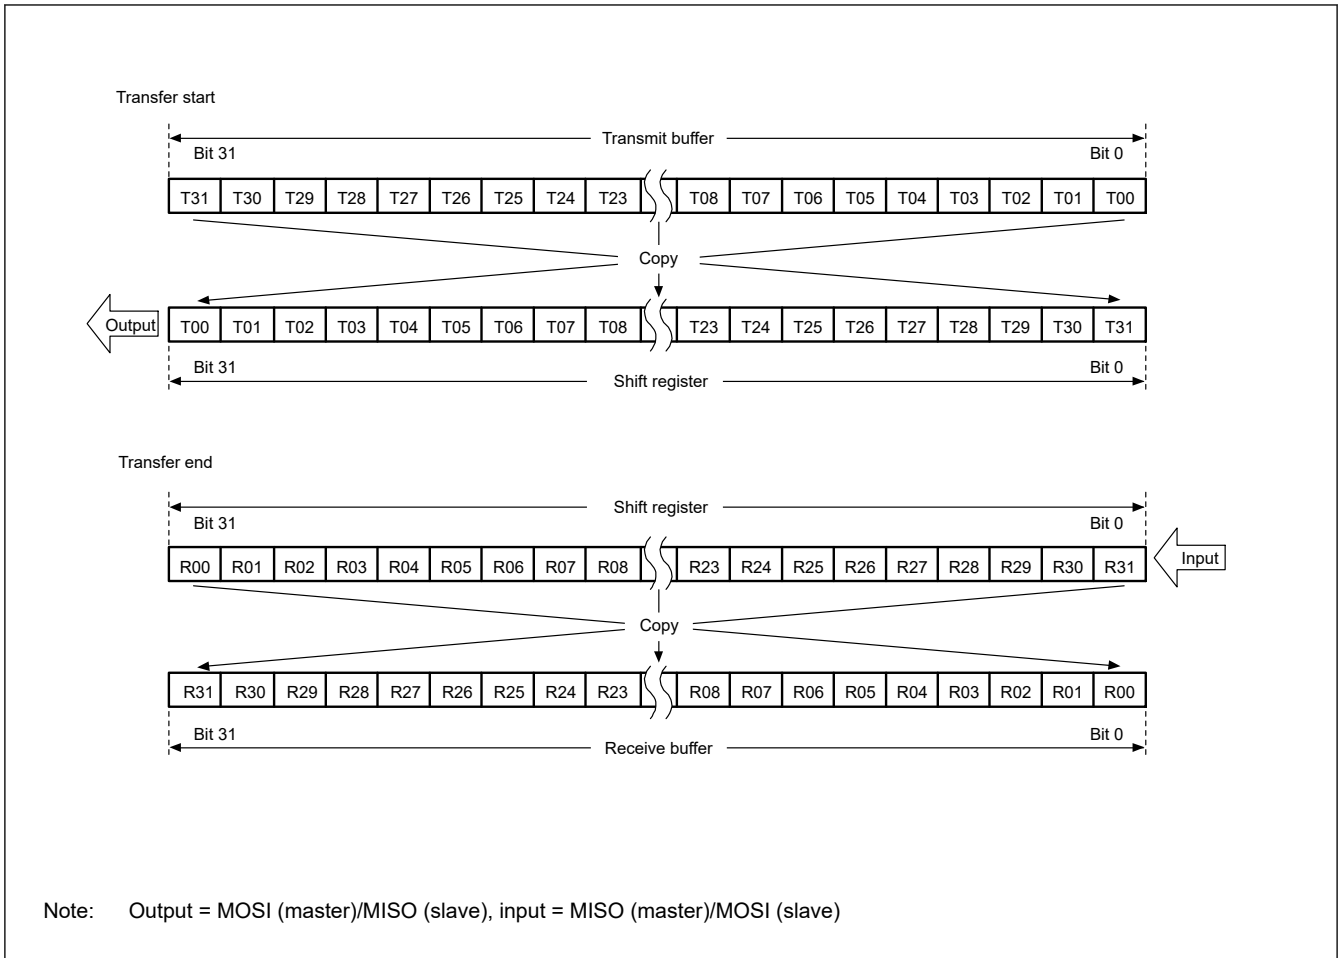 Transfer start
Transmit buffer
Bit 31 Bit 0
T31 T30 T29 T28 T27 T26 T25 T24 T23 T08 T07 T06 T05 T04 T03 T02 T01 T00
Copy
Output T00 T01 T02 T03 T04 T05 T06 T07 T08 T23 T24 T25 T26 T27 T28 T29 T30 T31
Bit 31 Bit 0
Shift register
Transfer end
Shift register
Bit 31 Bit 0
R00 R01 R02 R03 R04 R05 R06 R07 R08 R23 R24 R25 R26 R27 R28 R29 R30 R31 Input
Copy
R31 R30 R29 R28 R27 R26 R25 R24 R23 R08 R07 R06 R05 R04 R03 R02 R01 R00
Bit 31 Bit 0
Receive buffer
Note: Output = MOSI (master)/MISO (slave), input = MISO (master)/MOSI (slave)